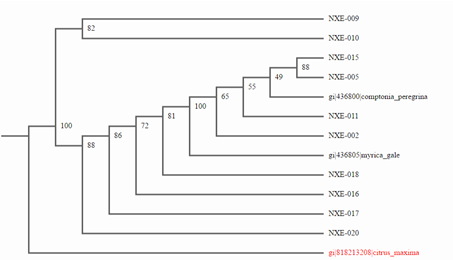 NXE-009
82
NXE-010
NXE-015
88
NXE-005
49
gi|436800|comptonia_peregrina
55
65
NXE-011
100
81
NXE-002
72
100
86
gi|436805|myrica_gale
88
NXE-018
NXE-016
NXE-017
NXE-020
gi|818213208|citrus_maxima